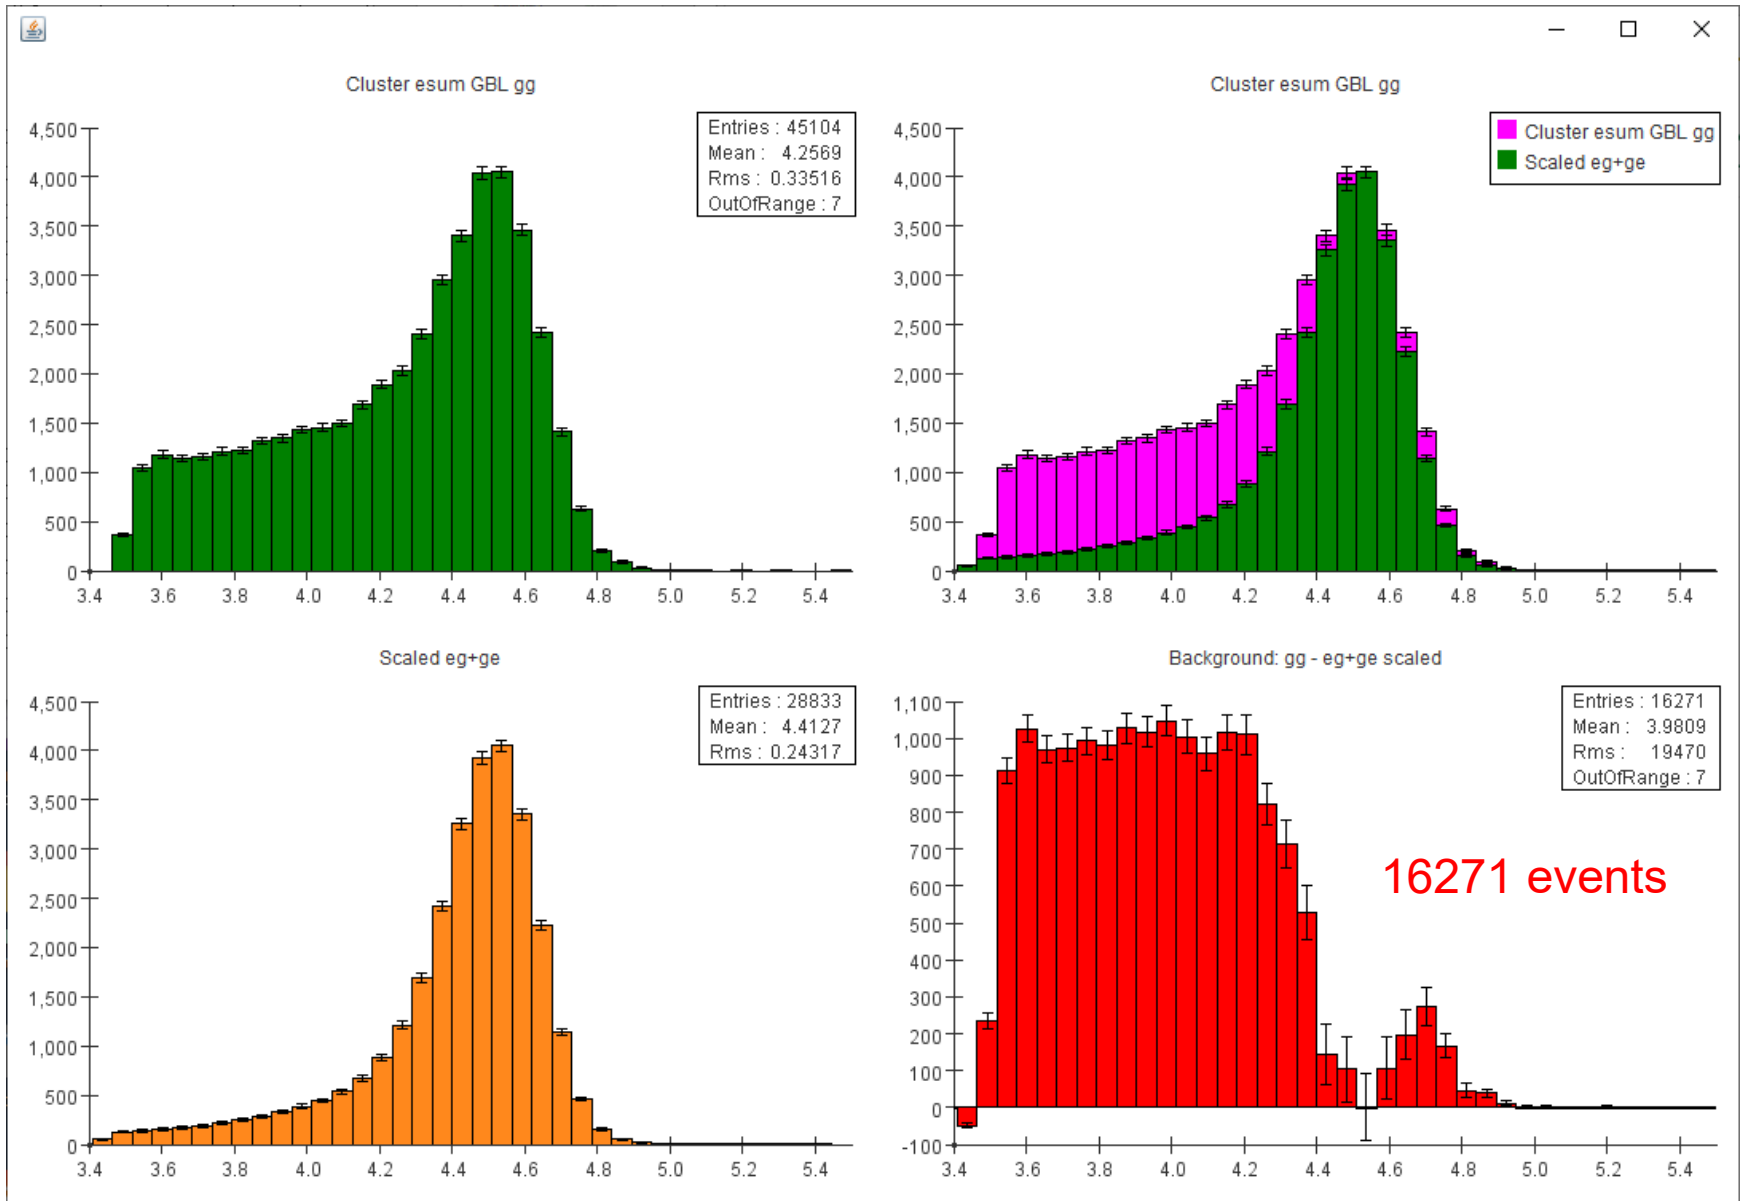 Cluster esum GBL gg
Entries : 45104
Mean : 4.2569
Rms : 0.33516
OutOfRange : 7
4,500
4,000
3,500
3,000
2,500
2,000
1,500
1,000
500
0
3.4 3.6 3.8 4.0 4.2 4.4 4.6 4.8 5.0 5.2 5.4
Cluster esum GBL gg
Cluster esum GBL gg
Scaled eg+ge
4,500
4,000
3,500
3,000
2,500
2,000
1,500
1,000
500
0
3.4 3.6 3.8 4.0 4.2 4.4 4.6 4.8 5.0 5.2 5.4
Scaled eg+ge
Entries : 28833
Mean : 4.4127
Rms : 0.24317
4,500
4,000
3,500
3,000
2,500
2,000
1,500
1,000
500
0
3.4 3.6 3.8 4.0 4.2 4.4 4.6 4.8 5.0 5.2 5.4
Background: gg - eg+ge scaled
Entries : 16271
Mean : 3.9809
Rms : 19470
OutOfRange : 7
16271 events
1,100
1,000
900
800
700
600
500
400
300
200
100
0
-100
3.4 3.6 3.8 4.0 4.2 4.4 4.6 4.8 5.0 5.2 5.4